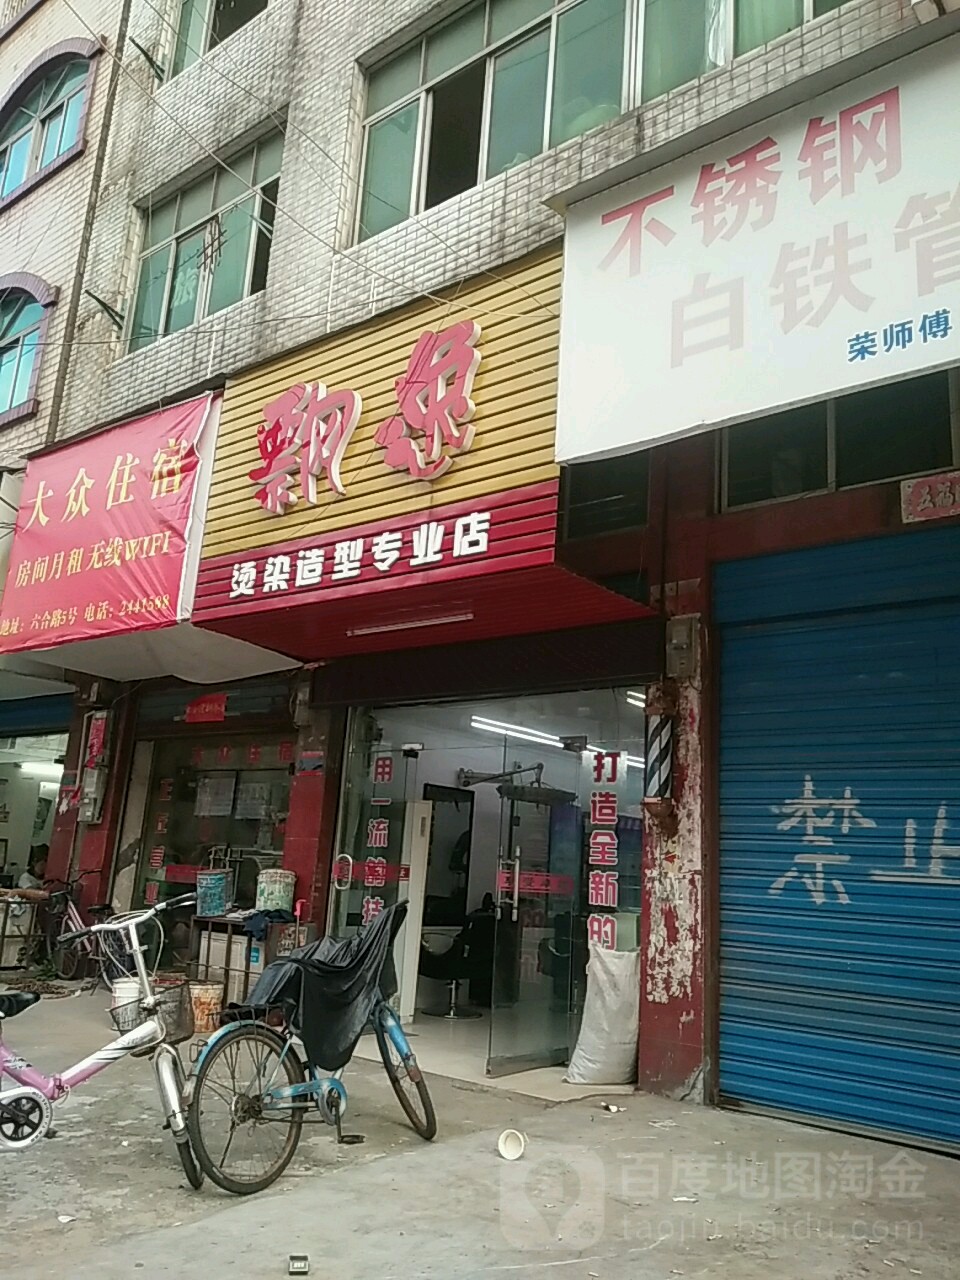 不锈钢
白铁管
荣师傅
飘逸
烫染造型专业店
大众住宿
房间月租无线WIFI
地址：六合路5号 电话：2441588
旅
五福
用一流的技
打造全新的
禁止
百度地图淘金
taojin.baidu.com